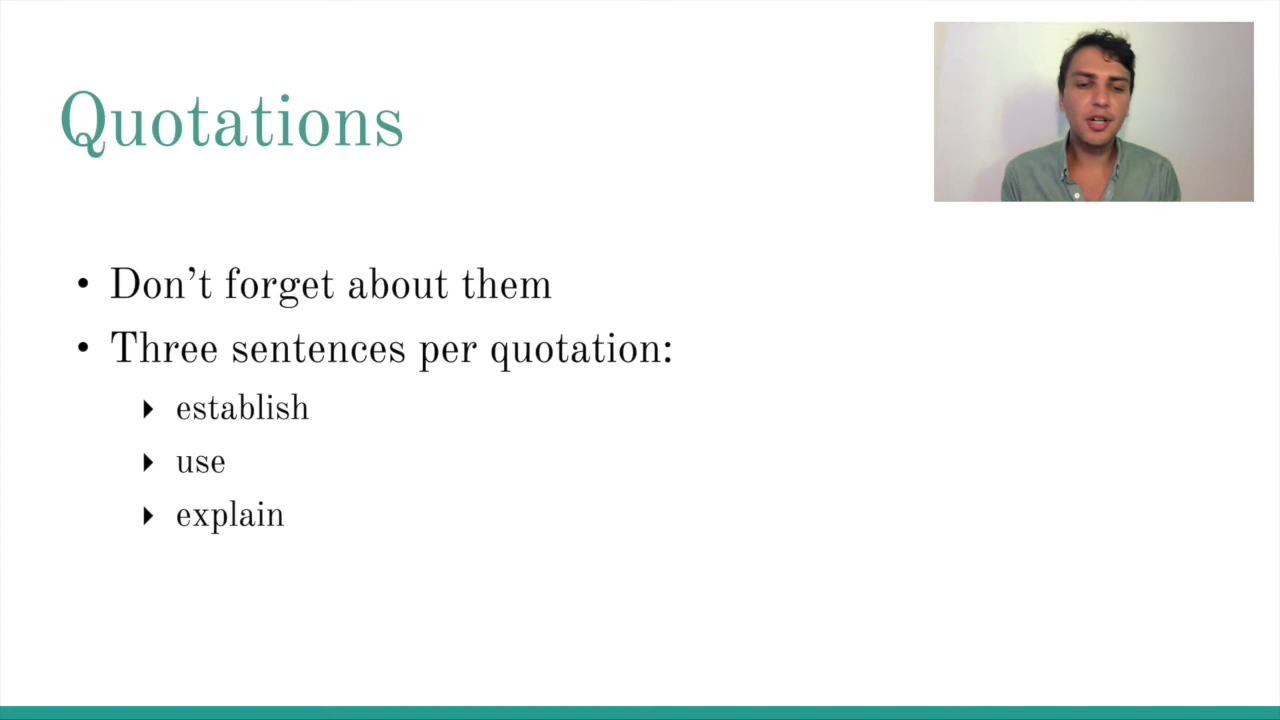 Quotations
• Don’t forget about them
• Three sentences per quotation:
‣ establish
‣ use
‣ explain